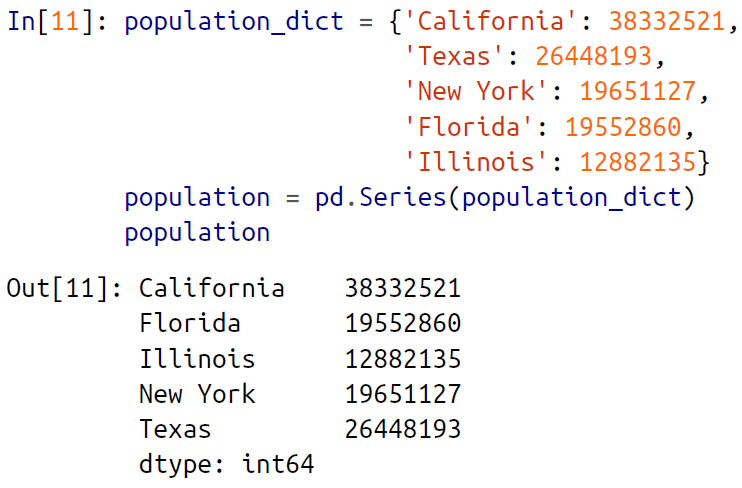 In[11]: population_dict = {'California': 38332521,
                           'Texas': 26448193,
                           'New York': 19651127,
                           'Florida': 19552860,
                           'Illinois': 12882135}
        population = pd.Series(population_dict)
        population
Out[11]: California    38332521
         Florida       19552860
         Illinois      12882135
         New York      19651127
         Texas         26448193
         dtype: int64